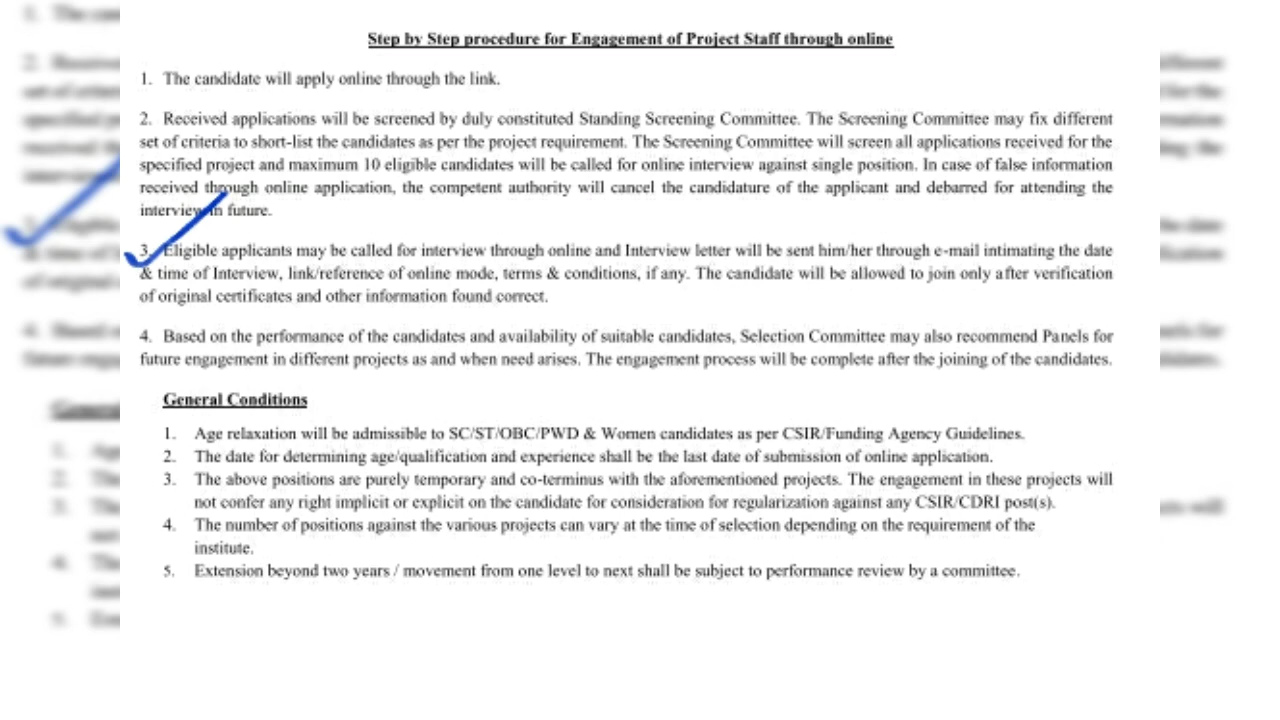 Step by Step procedure for Engagement of Project Staff through online
1. The candidate will apply online through the link.
2. Received applications will be screened by duly constituted Standing Screening Committee. The Screening Committee may fix different
set of criteria to short-list the candidates as per the project requirement. The Screening Committee will screen all applications received for the
specified project and maximum 10 eligible candidates will be called for online interview against single position. In case of false information
received through online application, the competent authority will cancel the candidature of the applicant and debarred for attending the
interview in future.
3. Eligible applicants may be called for interview through online and Interview letter will be sent him/her through e-mail intimating the date
& time of Interview, link/reference of online mode, terms & conditions, if any. The candidate will be allowed to join only after verification
of original certificates and other information found correct.
4. Based on the performance of the candidates and availability of suitable candidates, Selection Committee may also recommend Panels for
future engagement in different projects as and when need arises. The engagement process will be complete after the joining of the candidates.
General Conditions
1. Age relaxation will be admissible to SC/ST/OBC/PWD & Women candidates as per CSIR/Funding Agency Guidelines.
2. The date for determining age/qualification and experience shall be the last date of submission of online application.
3. The above positions are purely temporary and co-terminus with the aforementioned projects. The engagement in these projects will
not confer any right implicit or explicit on the candidate for consideration for regularization against any CSIR/CDRI post(s).
4. The number of positions against the various projects can vary at the time of selection depending on the requirement of the
institute.
5. Extension beyond two years / movement from one level to next shall be subject to performance review by a committee.